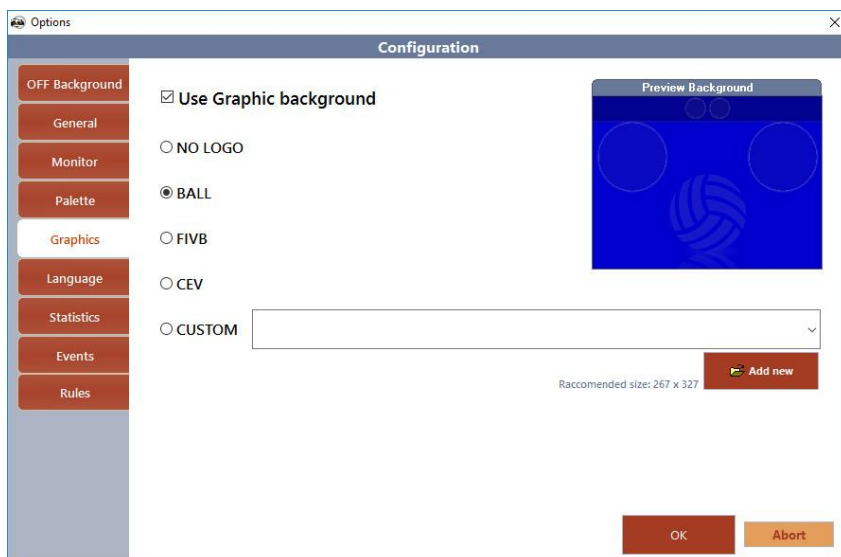 Options
Configuration
OFF Background
General
Monitor
Palette
Graphics
Language
Statistics
Events
Rules
Use Graphic background
NO LOGO
BALL
FIVB
CEV
CUSTOM
Preview Background
Raccomended size: 267 x 327
Add new
OK
Abort